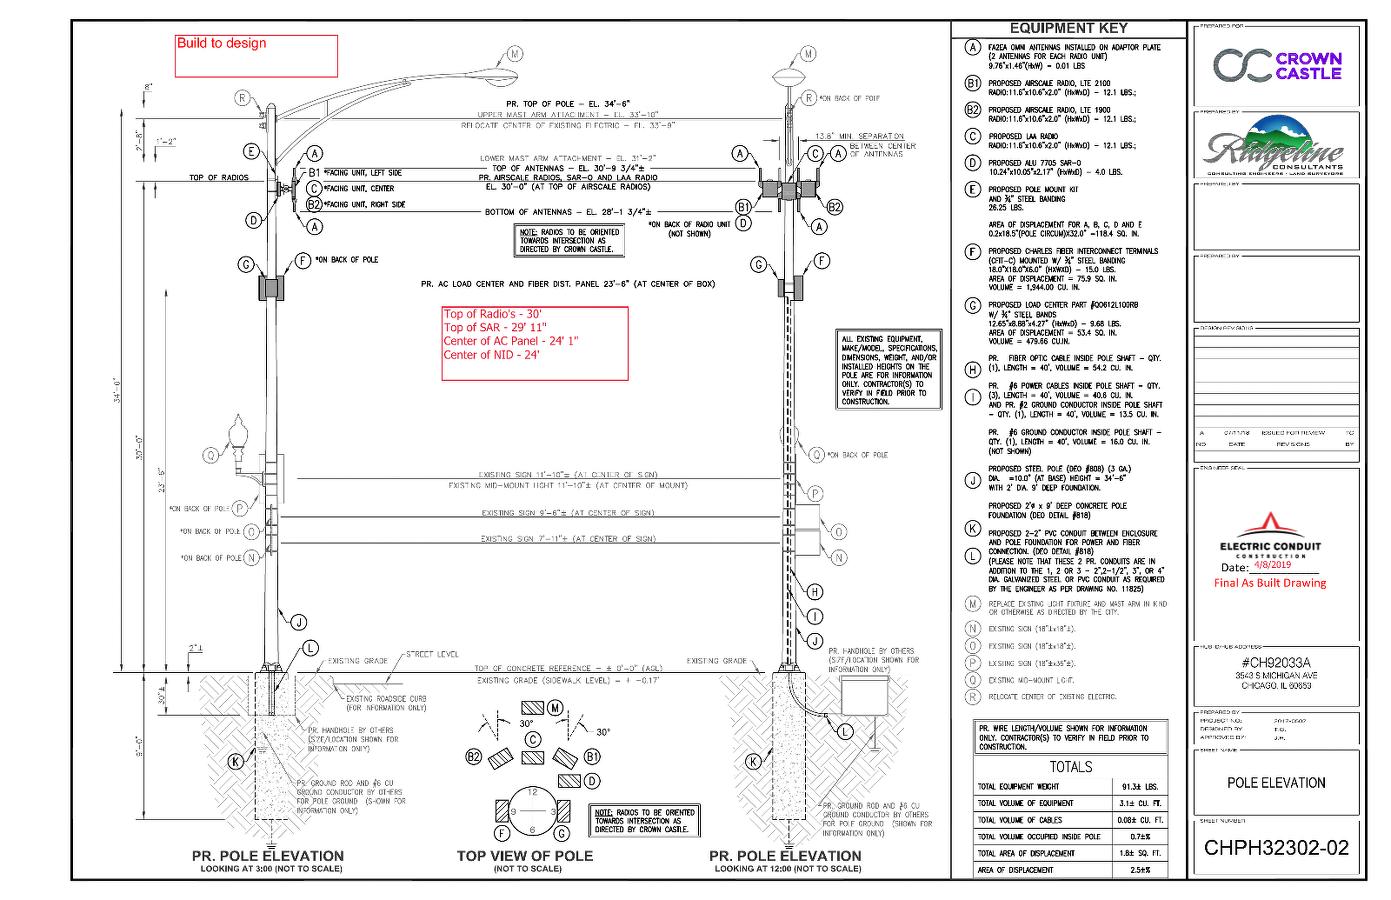 Build to design
M
R
PR. TOP OF POLE - EL. 34'-6"
UPPER MAST ARM ATTACHMENT - EL. 33'-10"
RELOCATE CENTER OF EXISTING ELECTRIC - EL. 33'-9"
2'-8"
1'-2"
E
A
LOWER MAST ARM ATTACHMENT - EL. 31'-2"
TOP OF ANTENNAS - EL. 30'-9 3/4"±
PR. AIRSCALE RADIOS, SAR-O AND LAA RADIO
EL. 30'-0" (AT TOP OF AIRSCALE RADIOS)
TOP OF RADIOS
B1 *FACING UNIT, LEFT SIDE
C *FACING UNIT, CENTER
B2 *FACING UNIT, RIGHT SIDE
D
A
BOTTOM OF ANTENNAS - EL. 28'-1 3/4"±
NOTE: RADIOS TO BE ORIENTED
TOWARDS INTERSECTION AS
DIRECTED BY CROWN CASTLE.
G
F *ON BACK OF POLE
PR. AC LOAD CENTER AND FIBER DIST. PANEL 23'-6" (AT CENTER OF BOX)
Top of Radio's - 30'
Top of SAR - 29' 11"
Center of AC Panel - 24' 1"
Center of NID - 24'
34'-0"
30'-0"
23'-6"
Q
EXISTING SIGN 11'-10"± (AT CENTER OF SIGN)
EXISTING MID-MOUNT LIGHT 11'-10"± (AT CENTER OF MOUNT)
*ON BACK OF POLE P
EXISTING SIGN 9'-6"± (AT CENTER OF SIGN)
*ON BACK OF POLE O
EXISTING SIGN 7'-11"± (AT CENTER OF SIGN)
*ON BACK OF POLE N
J
L
2"±
EXISTING GRADE
STREET LEVEL
TOP OF CONCRETE REFERENCE - ± 0'-0" (AGL)
EXISTING GRADE (SIDEWALK LEVEL) - ± -0.17'
30"±
EXISTING ROADSIDE CURB
(FOR INFORMATION ONLY)
PR. HANDHOLE BY OTHERS
(SIZE/LOCATION SHOWN FOR
INFORMATION ONLY)
9'-0"
K
PR. GROUND ROD AND #6 CU
GROUND CONDUCTOR BY OTHERS
FOR POLE GROUND (SHOWN FOR
INFORMATION ONLY)
PR. POLE ELEVATION
LOOKING AT 3:00 (NOT TO SCALE)
M
30°
30°
C
B2
B1
D
12
9
3
6
F
G
NOTE: RADIOS TO BE ORIENTED
TOWARDS INTERSECTION AS
DIRECTED BY CROWN CASTLE.
TOP VIEW OF POLE
(NOT TO SCALE)
M
R *ON BACK OF POLE
13.8" MIN. SEPARATION
BETWEEN CENTER
OF ANTENNAS
A
C
A
B1
B2
*ON BACK OF RADIO UNIT D
(NOT SHOWN)
A
G
F
ALL EXISTING EQUIPMENT,
MAKE/MODEL, SPECIFICATIONS,
DIMENSIONS, WEIGHT, AND/OR
INSTALLED HEIGHTS ON THE
POLE ARE FOR INFORMATION
ONLY. CONTRACTOR(S) TO
VERIFY IN FIELD PRIOR TO
CONSTRUCTION.
Q *ON BACK OF POLE
P
O
N
H
I
J
EXISTING GRADE
PR. HANDHOLE BY OTHERS
(SIZE/LOCATION SHOWN FOR
INFORMATION ONLY)
L
K
PR. GROUND ROD AND #6 CU
GROUND CONDUCTOR BY OTHERS
FOR POLE GROUND (SHOWN FOR
INFORMATION ONLY)
PR. POLE ELEVATION
LOOKING AT 12:00 (NOT TO SCALE)
EQUIPMENT KEY
A FA2EA OMNI ANTENNAS INSTALLED ON ADAPTOR PLATE
(2 ANTENNAS FOR EACH RADIO UNIT)
9.76"x1.46"(HxW) - 0.01 LBS
B1 PROPOSED AIRSCALE RADIO, LTE 2100
RADIO:11.6"x10.6"x2.0" (HxWxD) - 12.1 LBS.;
B2 PROPOSED AIRSCALE RADIO, LTE 1900
RADIO:11.6"x10.6"x2.0" (HxWxD) - 12.1 LBS.;
C PROPOSED LAA RADIO
RADIO:11.6"x10.6"x2.0" (HxWxD) - 12.1 LBS.;
D PROPOSED ALU 7705 SAR-O
10.24"x10.05"x2.17" (HxWxD) - 4.0 LBS.
E PROPOSED POLE MOUNT KIT
AND ¾" STEEL BANDING
26.25 LBS.
AREA OF DISPLACEMENT FOR A, B, C, D AND E
0.2x18.5"(POLE CIRCUM)X32.0" =118.4 SQ. IN.
F PROPOSED CHARLES FIBER INTERCONNECT TERMINALS
(CFIT-C) MOUNTED W/ ¾" STEEL BANDING
18.0"X18.0"X6.0" (HxWxD) - 15.0 LBS.
AREA OF DISPLACEMENT = 75.9 SQ. IN.
VOLUME = 1,944.00 CU. IN.
G PROPOSED LOAD CENTER PART #QO612L100RB
W/ ¾" STEEL BANDS
12.65"x8.88"x4.27" (HxWxD) - 9.68 LBS.
AREA OF DISPLACEMENT = 53.4 SQ. IN.
VOLUME = 479.66 CU.IN.
H PR. FIBER OPTIC CABLE INSIDE POLE SHAFT - QTY.
(1), LENGTH = 40', VOLUME = 54.2 CU. IN.
I PR. #6 POWER CABLES INSIDE POLE SHAFT - QTY.
(3), LENGTH = 40', VOLUME = 40.6 CU. IN.
AND PR. #2 GROUND CONDUCTOR INSIDE POLE SHAFT
- QTY. (1), LENGTH = 40', VOLUME = 13.5 CU. IN.
PR. #6 GROUND CONDUCTOR INSIDE POLE SHAFT -
QTY. (1), LENGTH = 40', VOLUME = 16.0 CU. IN.
(NOT SHOWN)
J PROPOSED STEEL POLE (DEO #808) (3 GA.)
DIA. =10.0" (AT BASE) HEIGHT = 34'-6"
WITH 2' DIA. 9' DEEP FOUNDATION.
PROPOSED 2'ø x 9' DEEP CONCRETE POLE
FOUNDATION (DEO DETAIL #818)
K PROPOSED 2-2" PVC CONDUIT BETWEEN ENCLOSURE
AND POLE FOUNDATION FOR POWER AND FIBER
CONNECTION. (DEO DETAIL #818)
L (PLEASE NOTE THAT THESE 2 PR. CONDUITS ARE IN
ADDITION TO THE 1, 2 OR 3 - 2",2-1/2", 3", OR 4"
DIA. GALVANIZED STEEL OR PVC CONDUIT AS REQUIRED
BY THE ENGINEER AS PER DRAWING NO. 11825)
M REPLACE EXISTING LIGHT FIXTURE AND MAST ARM IN KIND
OR OTHERWISE AS DIRECTED BY THE CITY.
N EXISTING SIGN (18"±x18"±).
O EXISTING SIGN (18"±x18"±).
P EXISTING SIGN (18"±x36"±).
Q EXISTING MID-MOUNT LIGHT.
R RELOCATE CENTER OF EXISTING ELECTRIC.
PR. WIRE LENGTH/VOLUME SHOWN FOR INFORMATION
ONLY. CONTRACTOR(S) TO VERIFY IN FIELD PRIOR TO
CONSTRUCTION.
TOTALS
TOTAL EQUIPMENT WEIGHT 91.3± LBS.
TOTAL VOLUME OF EQUIPMENT 3.1± CU. FT.
TOTAL VOLUME OF CABLES 0.08± CU. FT.
TOTAL VOLUME OCCUPIED INSIDE POLE 0.7±%
TOTAL AREA OF DISPLACEMENT 1.8± SQ. FT.
AREA OF DISPLACEMENT 2.5±%
PREPARED FOR
CROWN
CASTLE
PREPARED BY
Ridgeline
CONSULTANTS
CONSULTING ENGINEERS · LAND SURVEYORS
PREPARED BY
PREPARED BY
DESIGN REVISIONS
A 07/11/18 ISSUED FOR REVIEW TG
NO DATE REVISIONS BY
ENGINEER SEAL
ELECTRIC CONDUIT
CONSTRUCTION
Date: 4/8/2019
Final As Built Drawing
HUB ID/HUB ADDRESS
#CH92033A
3543 S MICHIGAN AVE
CHICAGO, IL 60653
PREPARED BY
PROJECT NO:
DESIGNED BY
APPROVED BY:
SHEET NAME
POLE ELEVATION
SHEET NUMBER
CHPH32302-02